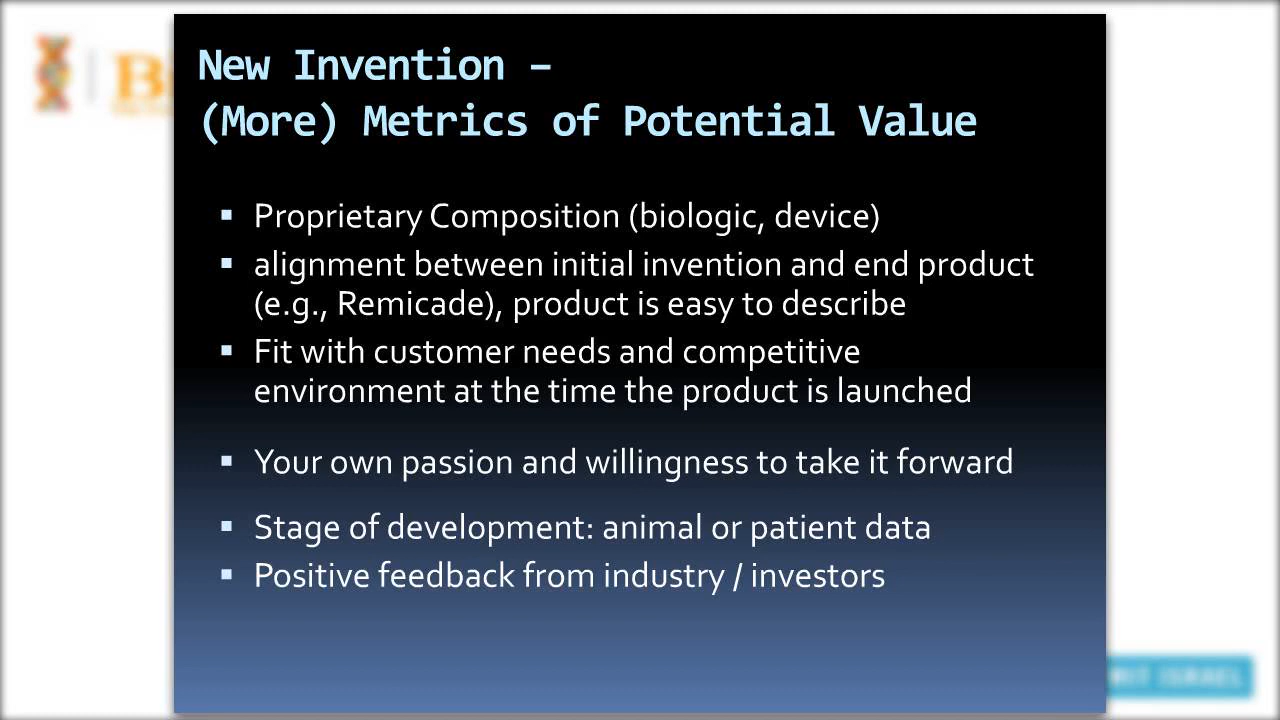 New Invention –
(More) Metrics of Potential Value
▪ Proprietary Composition (biologic, device)
▪ alignment between initial invention and end product
(e.g., Remicade), product is easy to describe
▪ Fit with customer needs and competitive
environment at the time the product is launched
▪ Your own passion and willingness to take it forward
▪ Stage of development: animal or patient data
▪ Positive feedback from industry / investors
ISRAEL